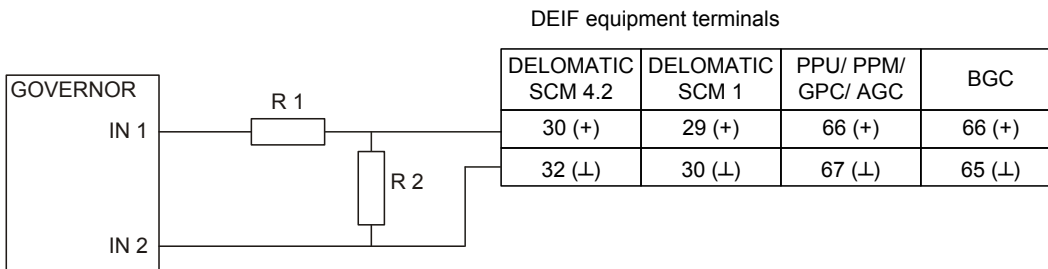 DEIF equipment terminals
DELOMATIC SCM 4.2
DELOMATIC SCM 1
PPU/ PPM/ GPC/ AGC
BGC
30 (+)
29 (+)
66 (+)
66 (+)
32 (⊥)
30 (⊥)
67 (⊥)
65 (⊥)
GOVERNOR
IN 1
R 1
R 2
IN 2